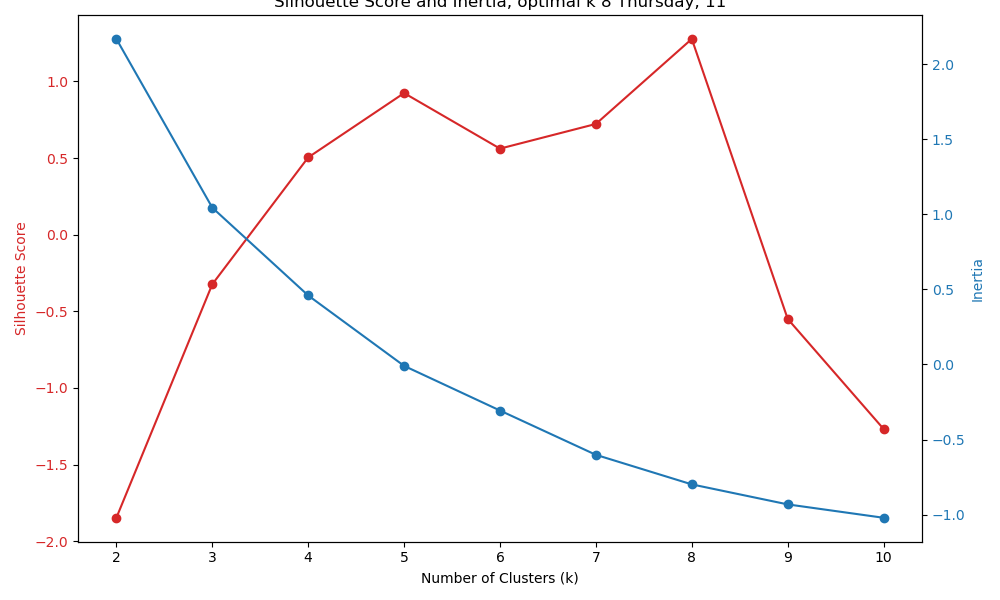 Silhouette Score and Inertia, optimal k 8 Thursday, 11
1.0
0.5
0.0
−0.5
−1.0
−1.5
−2.0
Silhouette Score
2.0
1.5
1.0
0.5
0.0
−0.5
−1.0
Inertia
2 3 4 5 6 7 8 9 10
Number of Clusters (k)